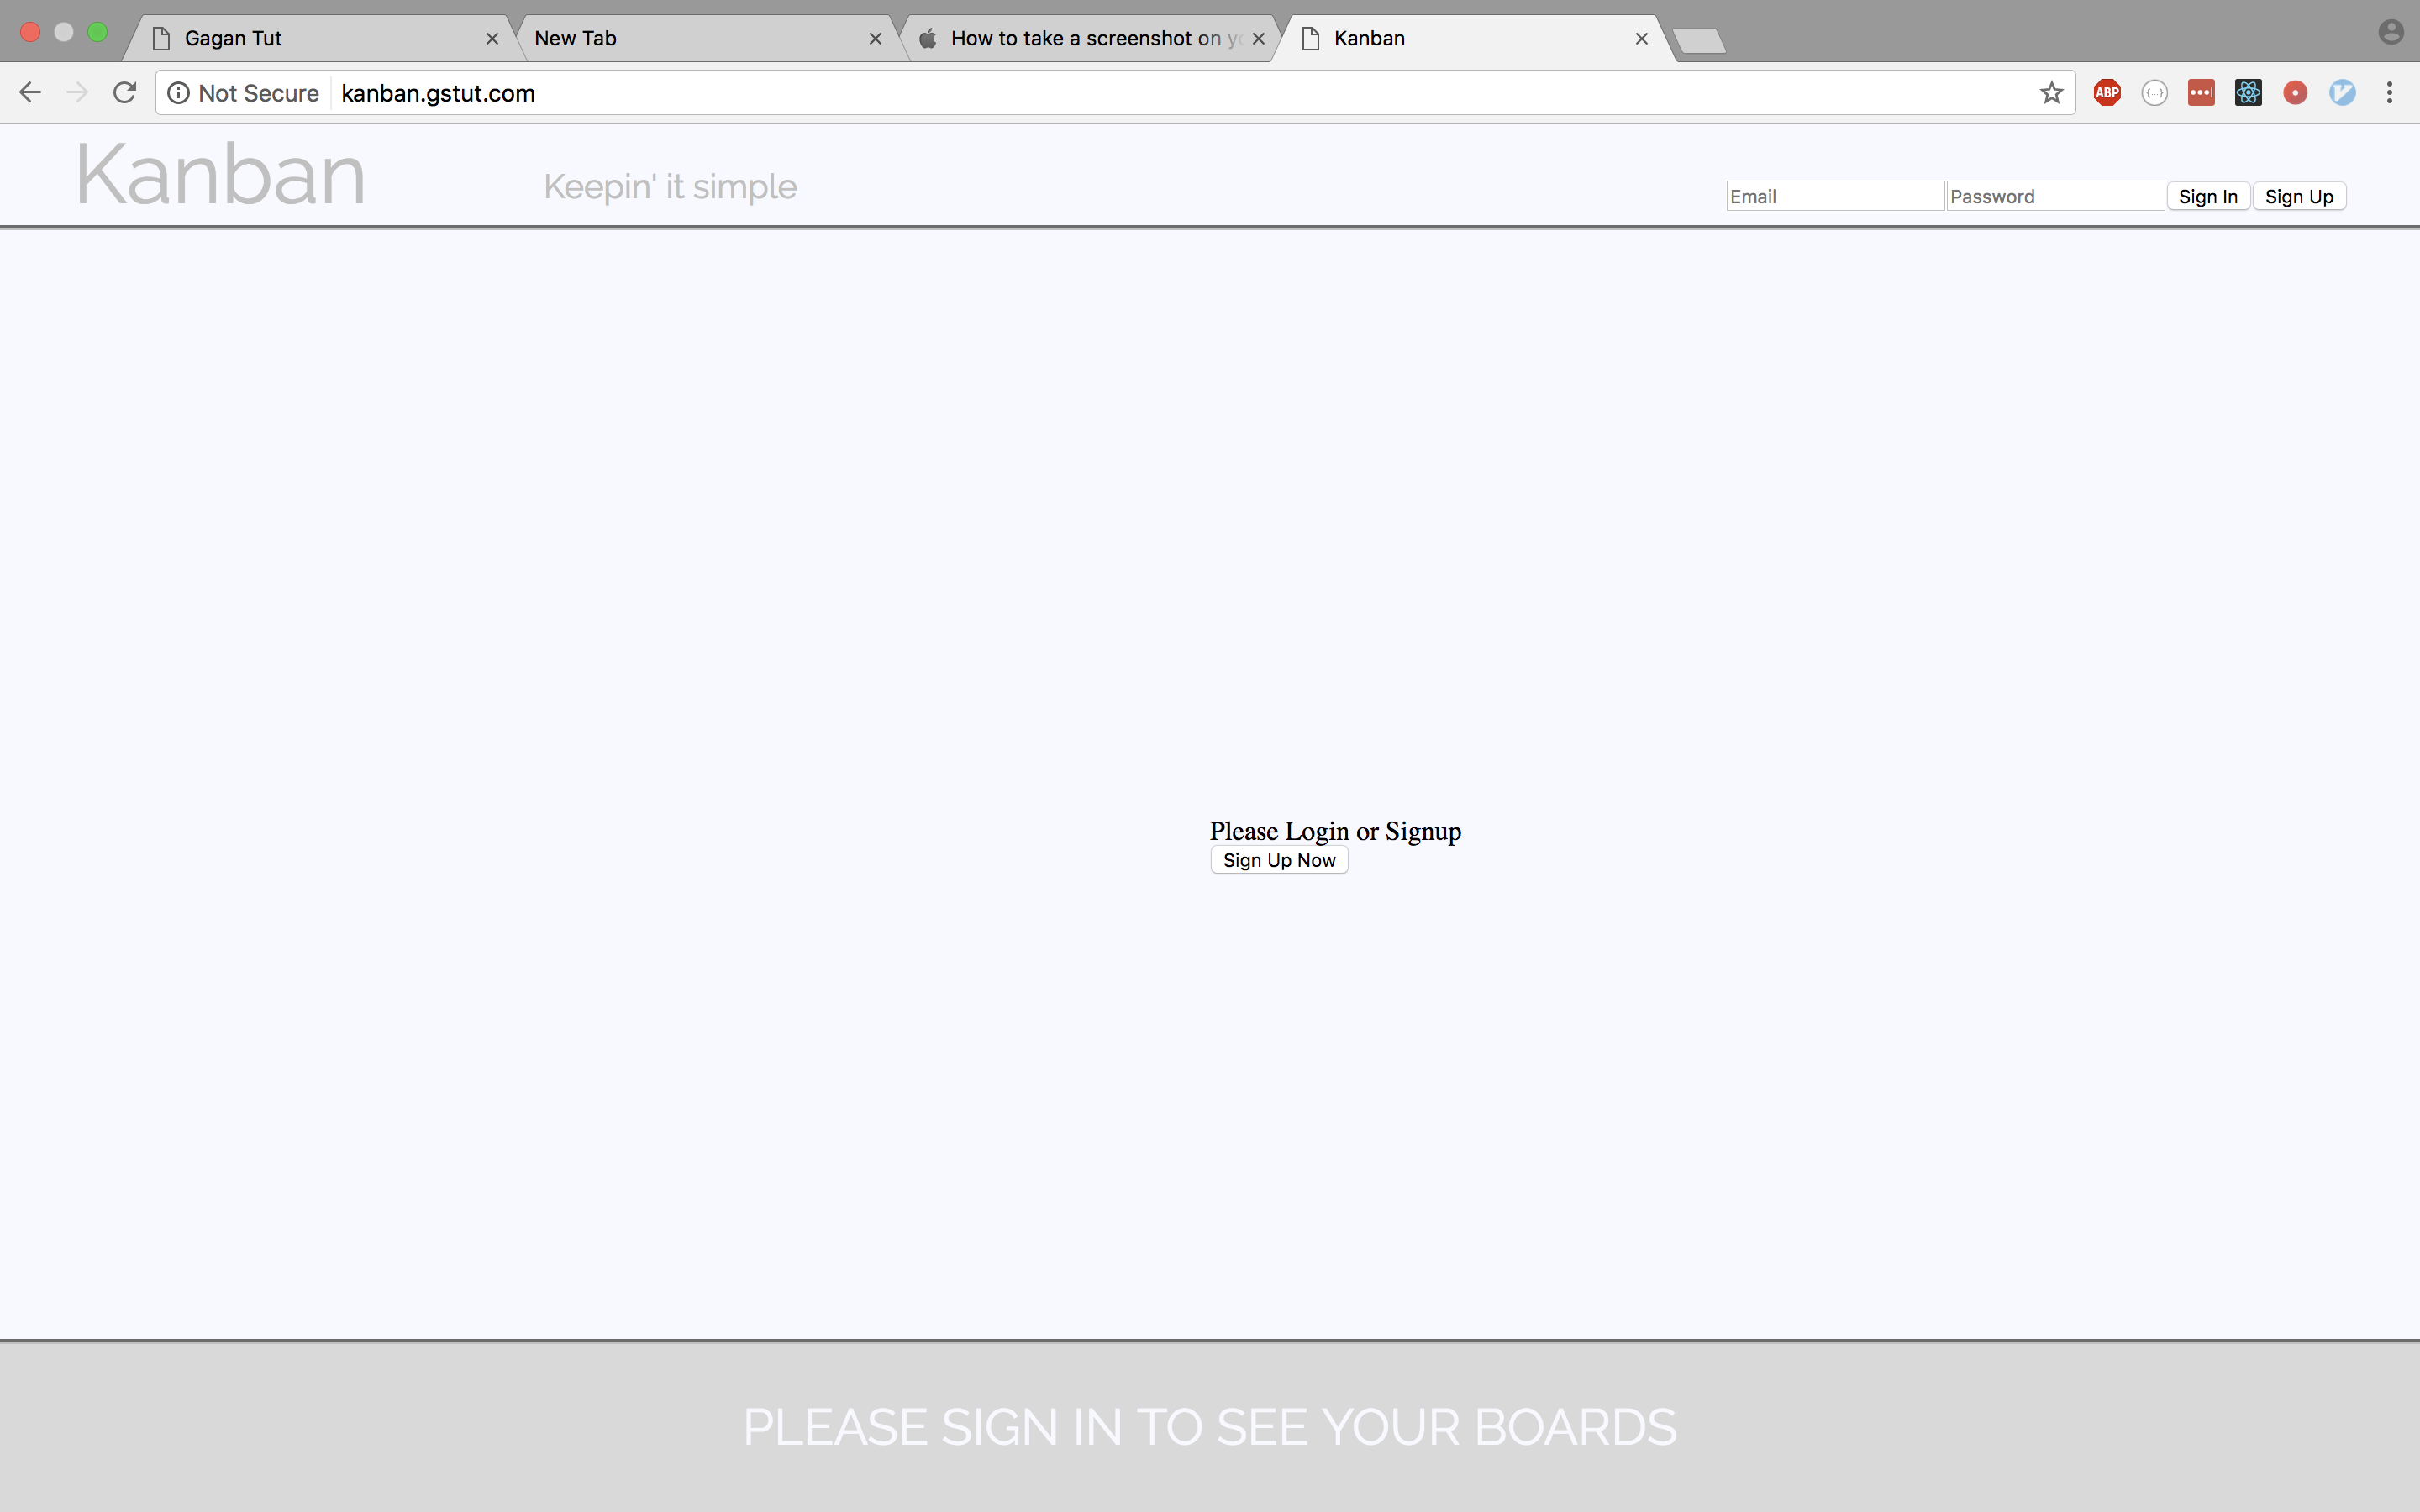 Gagan Tut
New Tab
How to take a screenshot on
Kanban
Not Secure
kanban.gstut.com
ABP
Kanban
Keepin' it simple
Email
Password
Sign In
Sign Up
Please Login or Signup
Sign Up Now
PLEASE SIGN IN TO SEE YOUR BOARDS